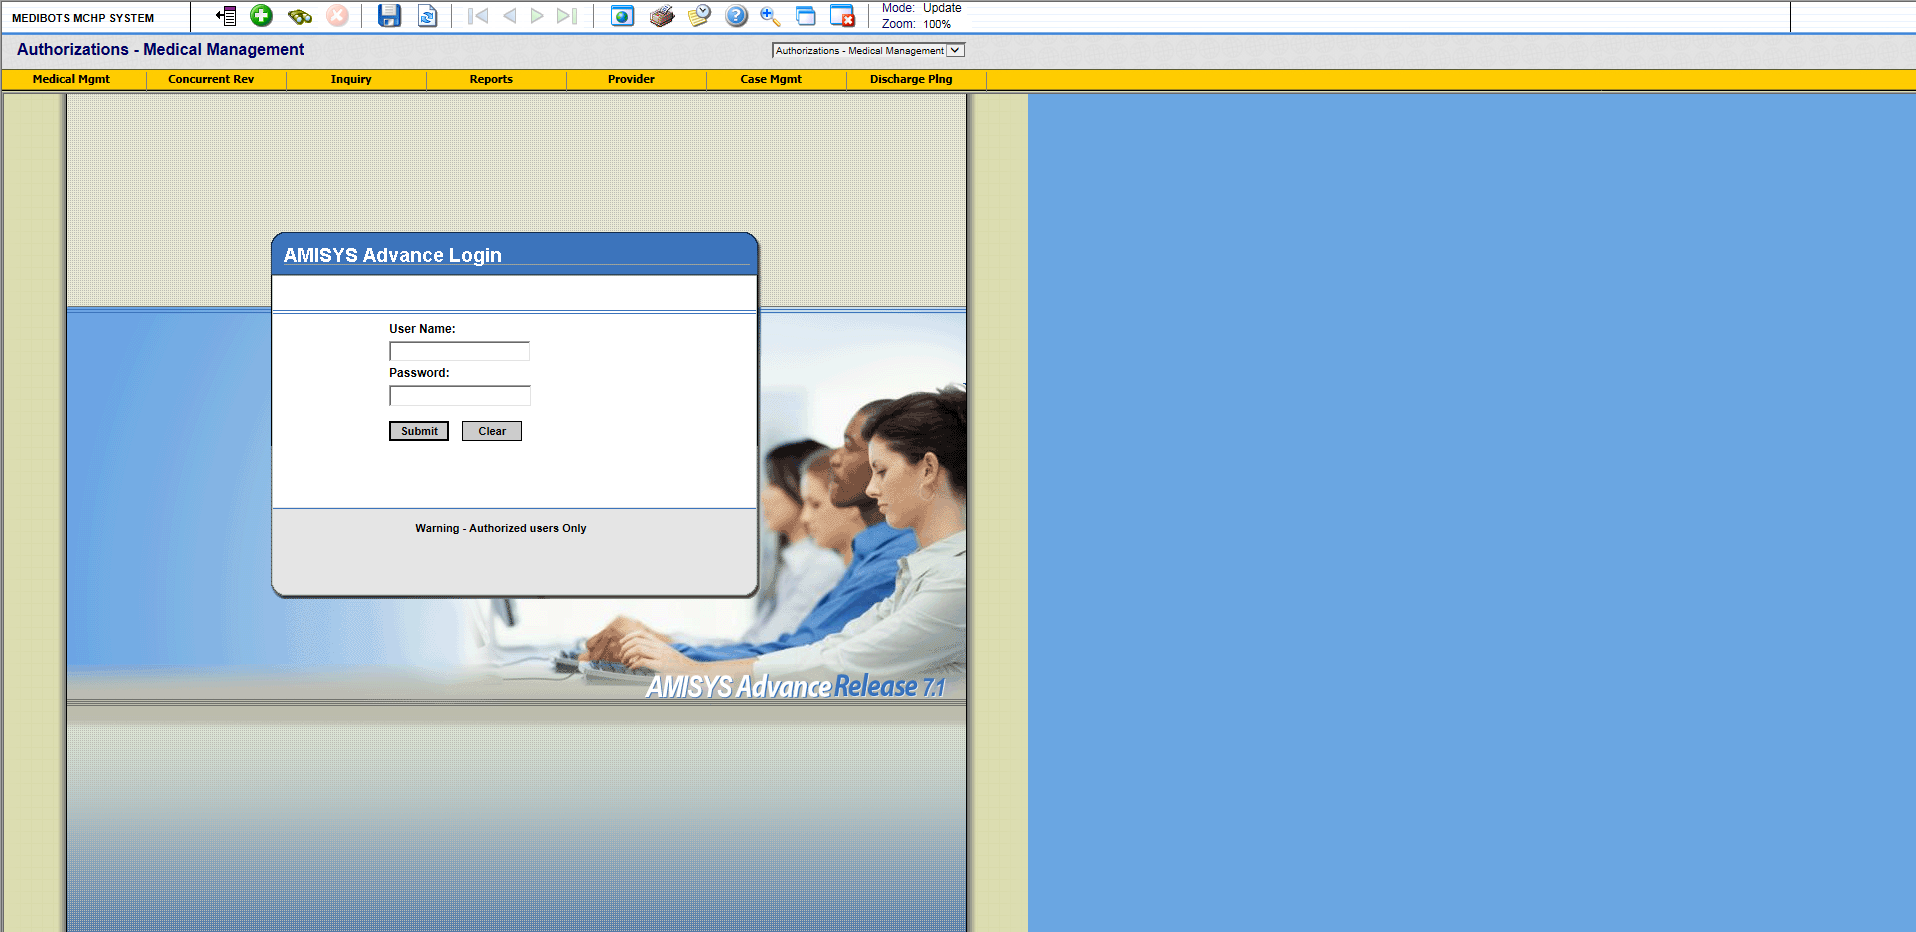 MEDIBOTS MCHP SYSTEM
Mode: Update
Zoom: 100%
Authorizations - Medical Management
Authorizations - Medical Management
Medical Mgmt Concurrent Rev Inquiry Reports Provider Case Mgmt Discharge Plng
AMISYS Advance Login
User Name:
Password:
Submit Clear
Warning - Authorized users Only
AMISYS Advance Release 7.1